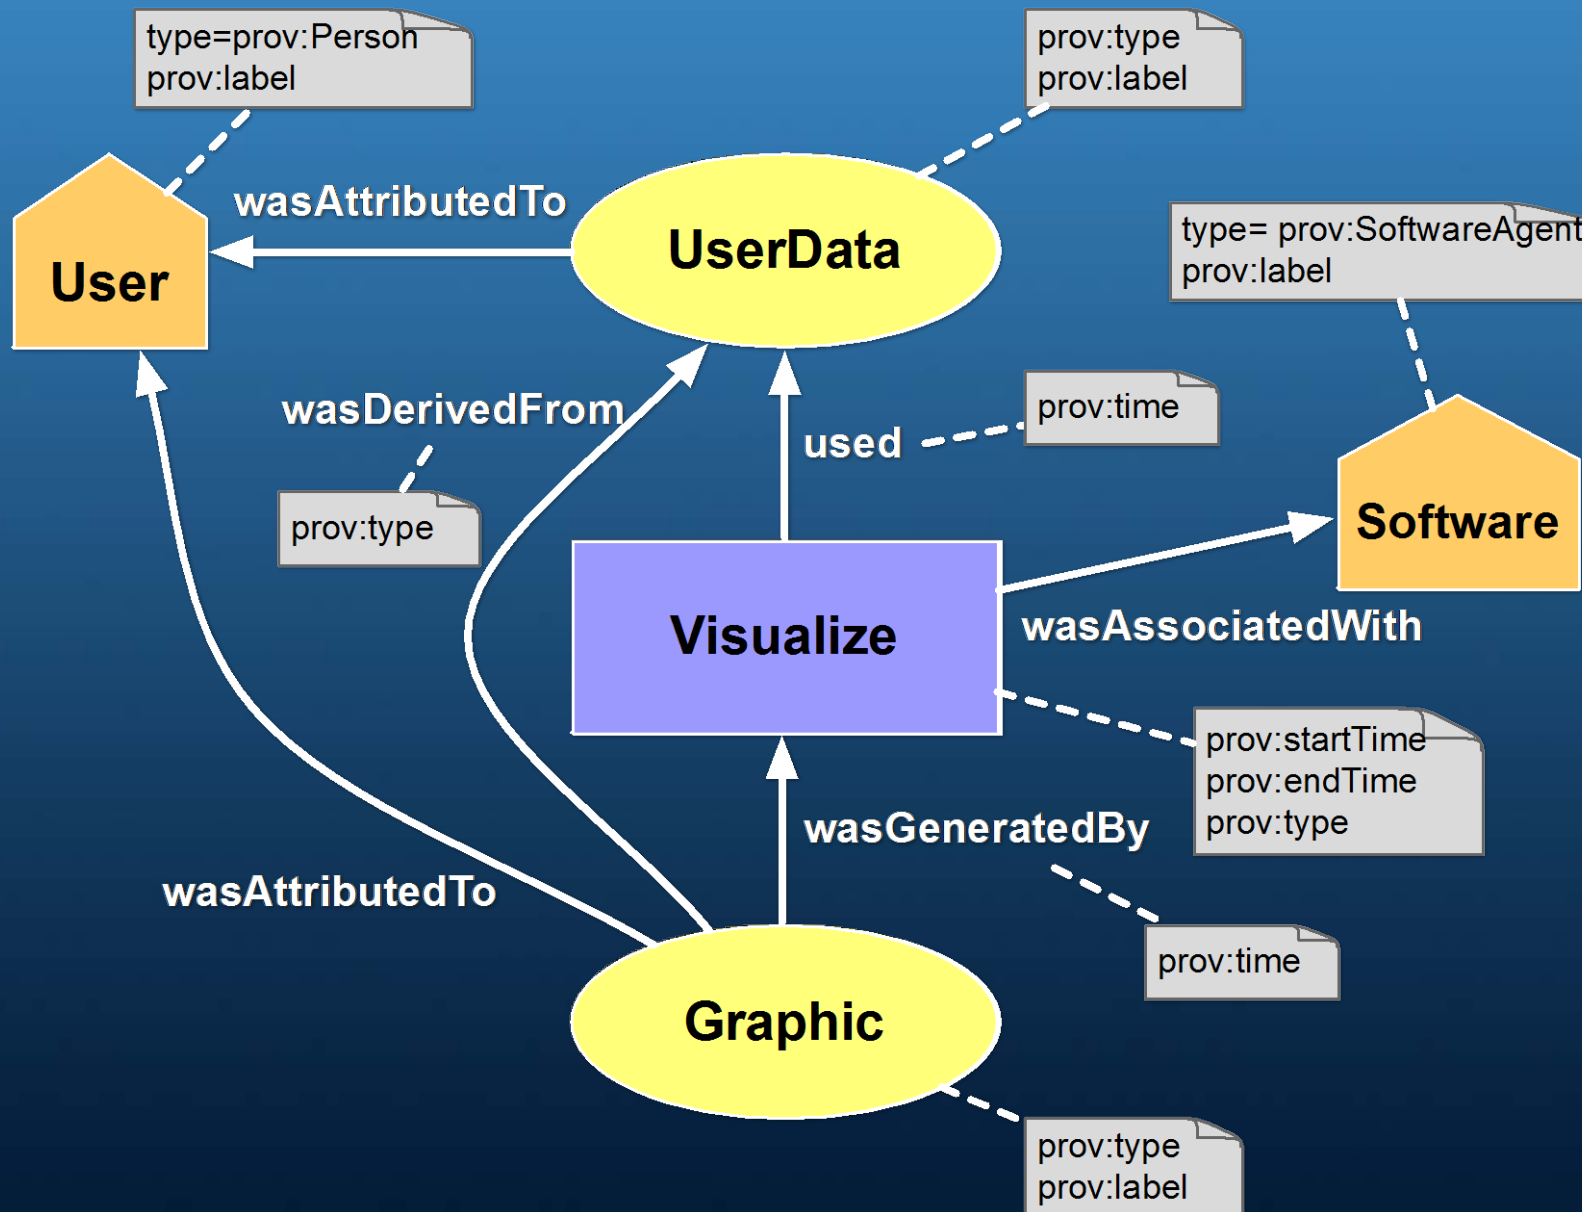 type=prov:Person
prov:label
prov:type
prov:label
wasAttributedTo
UserData
User
type= prov:SoftwareAgent
prov:label
wasDerivedFrom
prov:time
used
prov:type
Software
Visualize
wasAssociatedWith
prov:startTime
prov:endTime
prov:type
wasGeneratedBy
wasAttributedTo
prov:time
Graphic
prov:type
prov:label